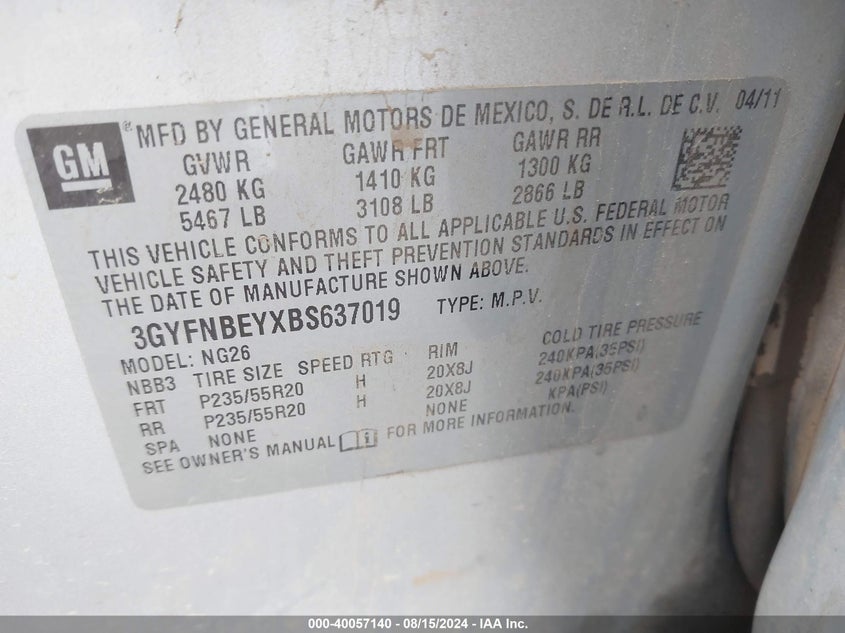 GM
® MFD BY GENERAL MOTORS DE MEXICO, S. DE R.L. DE C.V. 04/11
GVWR GAWR FRT GAWR RR
2480 KG 1410 KG 1300 KG
5467 LB 3108 LB 2866 LB
THIS VEHICLE CONFORMS TO ALL APPLICABLE U.S. FEDERAL MOTOR
VEHICLE SAFETY AND THEFT PREVENTION STANDARDS IN EFFECT ON
THE DATE OF MANUFACTURE SHOWN ABOVE.
3GYFNBEYXBS637019 TYPE: M.P.V.
MODEL: NG26
NBB3 TIRE SIZE SPEED RTG RIM COLD TIRE PRESSURE
FRT P235/55R20 H 20X8J 240KPA(35PSI)
RR P235/55R20 H 20X8J 240KPA(35PSI)
SPA NONE NONE KPA(PSI)
SEE OWNER'S MANUAL i FOR MORE INFORMATION.
000-40057140 - 08/15/2024 - IAA Inc.